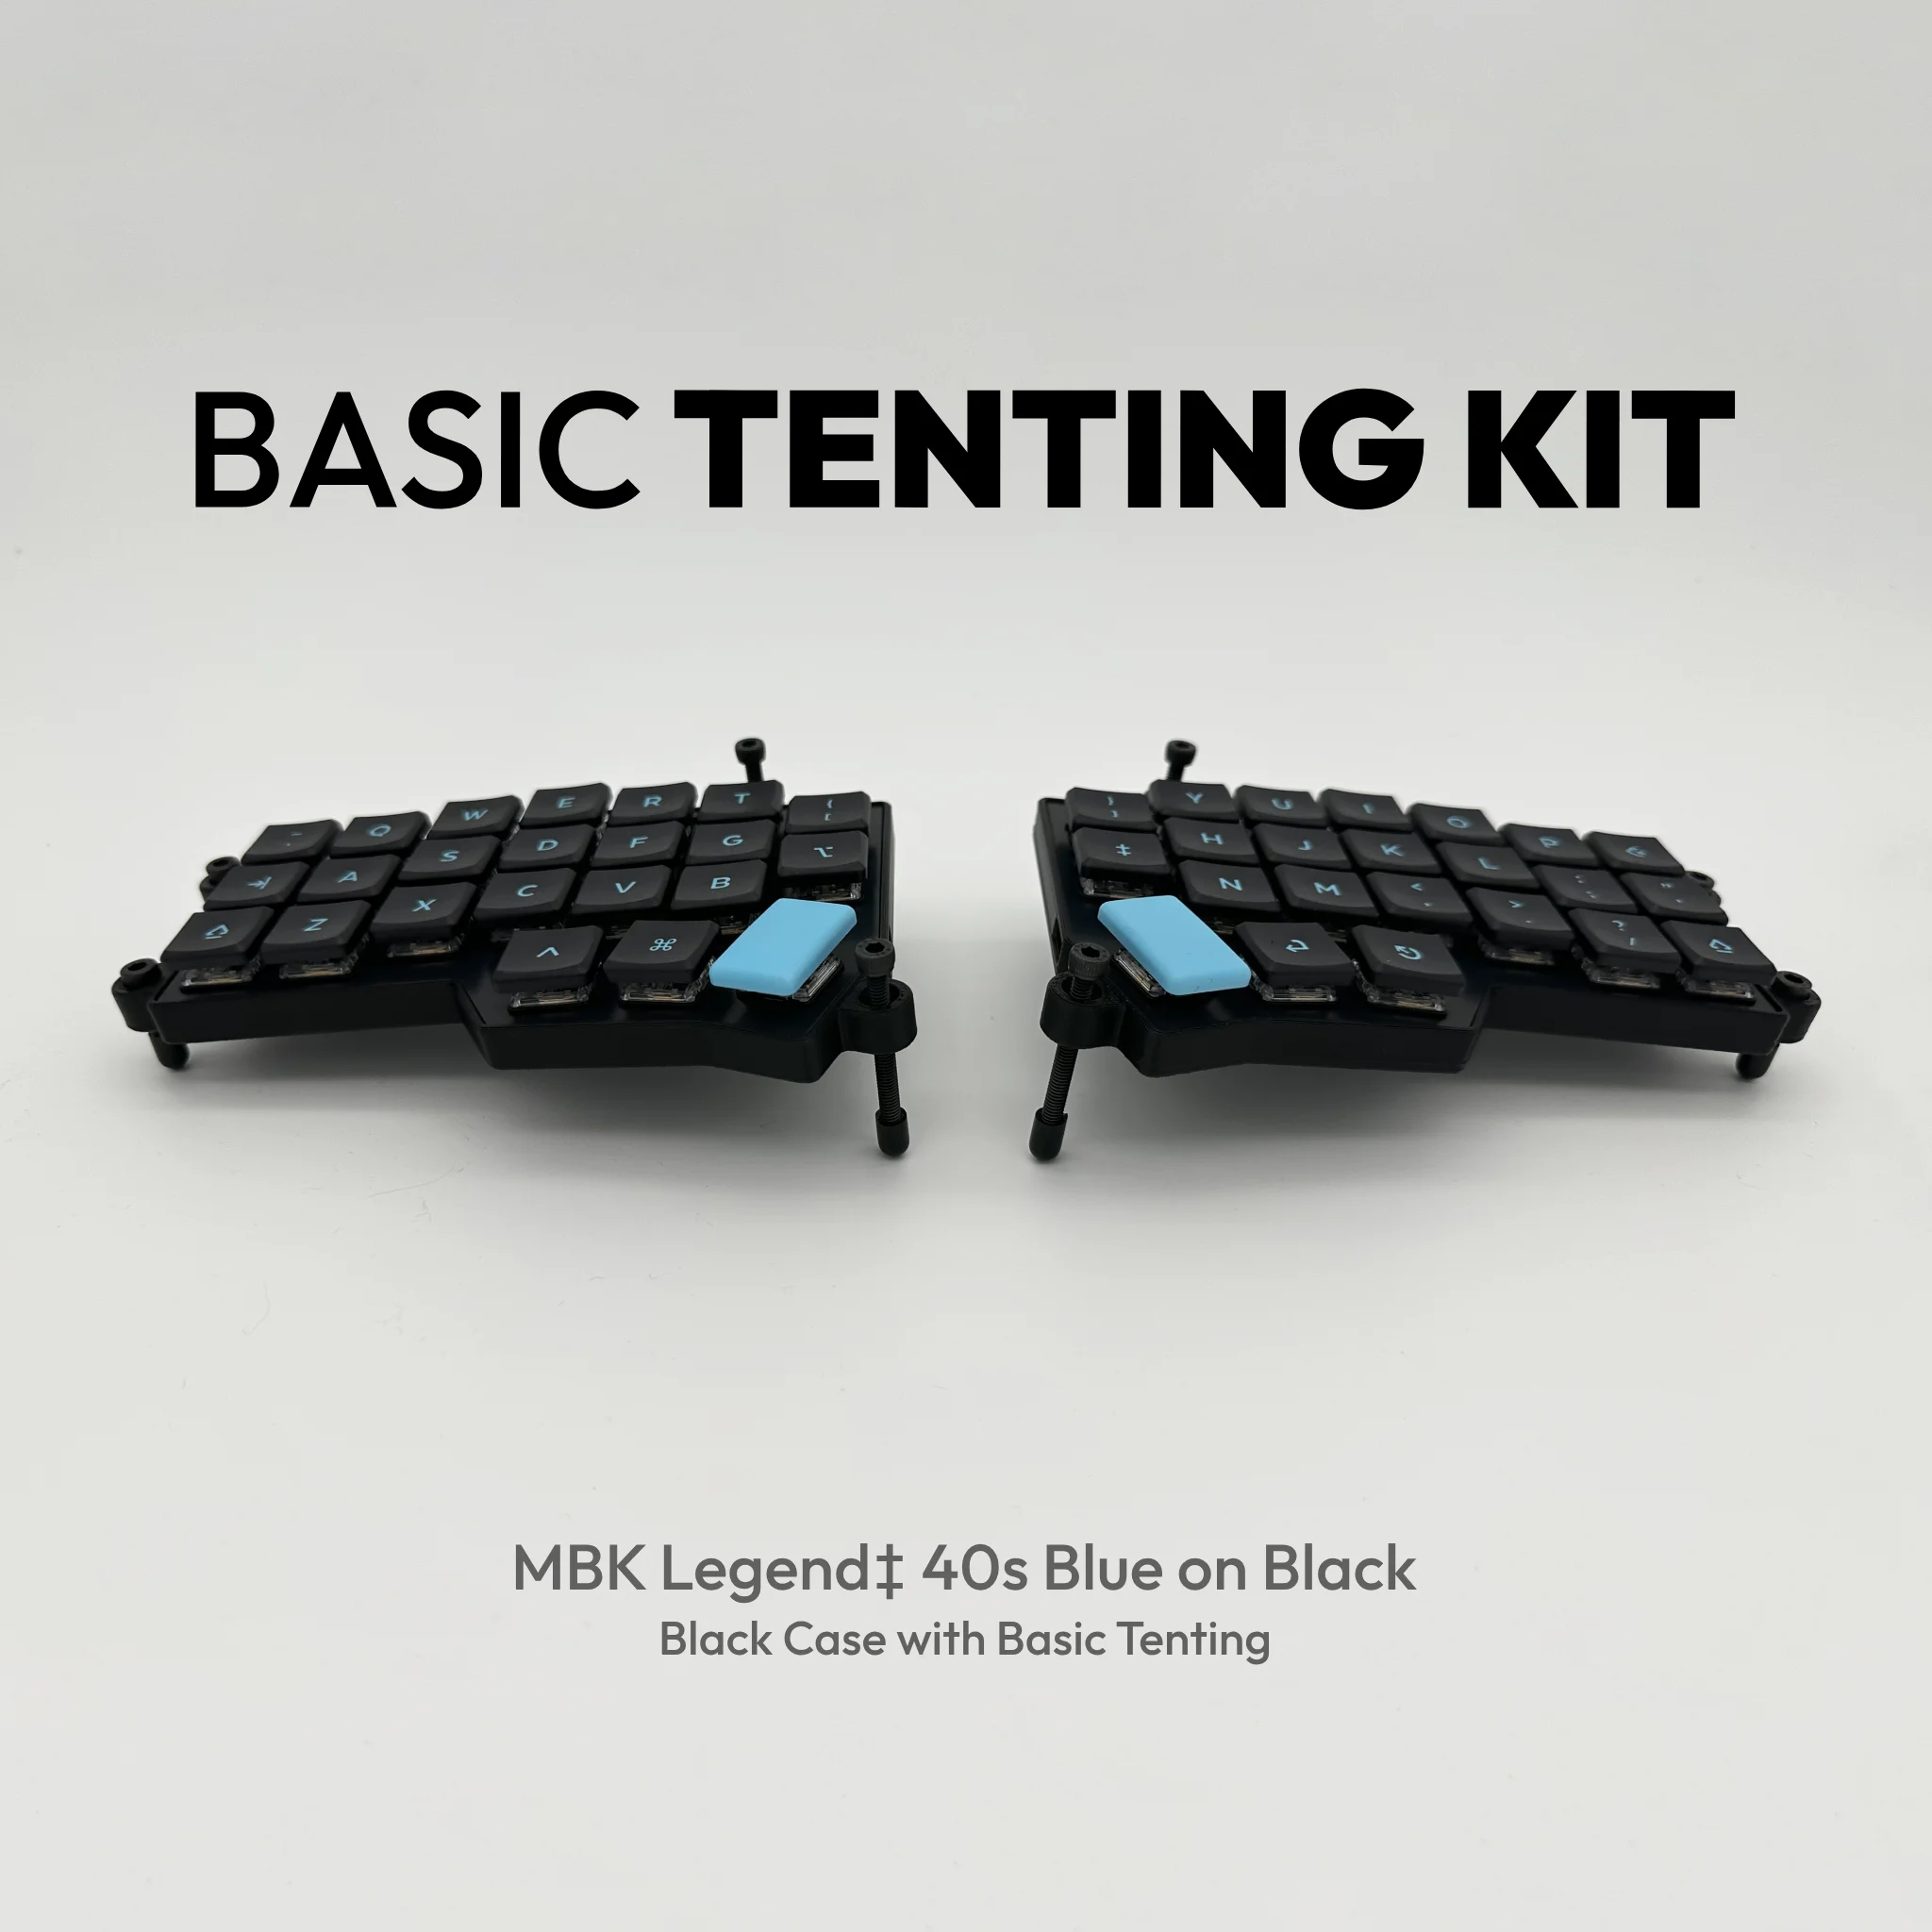 BASIC TENTING KIT
Q W E R T { [
A S D F G ⌥
Z X C V B
^ ⌘
} ] Y U I O P
‡ H J K L : ; " '
N M < , > . ? /
MBK Legend‡ 40s Blue on Black
Black Case with Basic Tenting